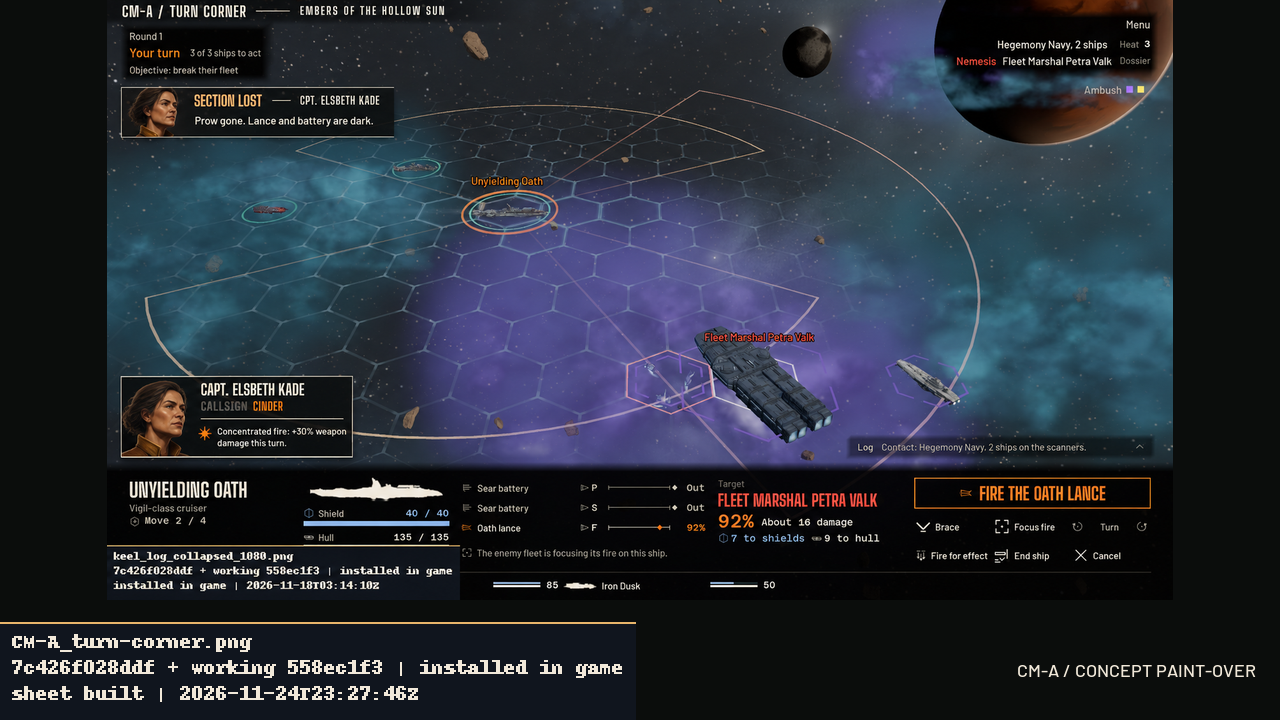 CM-A / TURN CORNER EMBERS OF THE HOLLOW SUN
Round 1
Your turn 3 of 3 ships to act
Objective: break their fleet
SECTION LOST CPT. ELSBETH KADE
Prow gone. Lance and battery are dark.
Menu
Hegemony Navy, 2 ships Heat 3
Nemesis Fleet Marshal Petra Valk Dossier
Ambush
Unyielding Oath
Fleet Marshal Petra Valk
CAPT. ELSBETH KADE
CALLSIGN CINDER
Concentrated fire: +30% weapon
damage this turn.
Log Contact: Hegemony Navy, 2 ships on the scanners.
UNYIELDING OATH
Vigil-class cruiser
Move 2 / 4
Shield 40 / 40
Hull 135 / 135
Sear battery P Out
Sear battery S Out
Oath lance F 92%
The enemy fleet is focusing its fire on this ship.
Target
FLEET MARSHAL PETRA VALK
92% About 16 damage
7 to shields 9 to hull
FIRE THE OATH LANCE
Brace Focus fire Turn
Fire for effect End ship Cancel
85 Iron Dusk 50
keel_log_collapsed_1080.png
7c426f028ddf + working 558ec1f3 | installed in game
installed in game | 2026-11-18T03:14:10Z
CM-A_turn-corner.png
7c426f028ddf + working 558ec1f3 | installed in game
sheet built | 2026-11-24T23:27:46Z
CM-A / CONCEPT PAINT-OVER